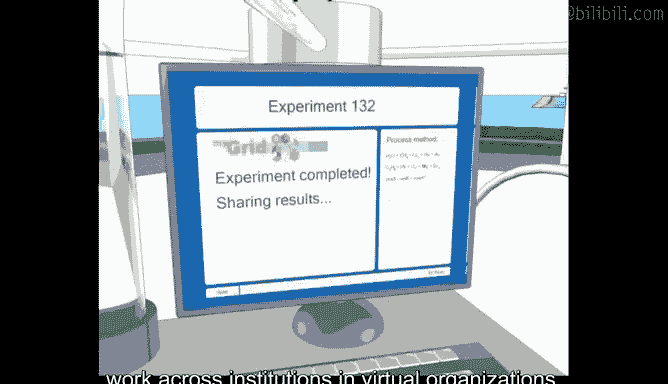 @bilibili.com
Experiment 132
Grid
Process method:
Experiment completed!
Sharing results...
work across institutions in virtual organizations